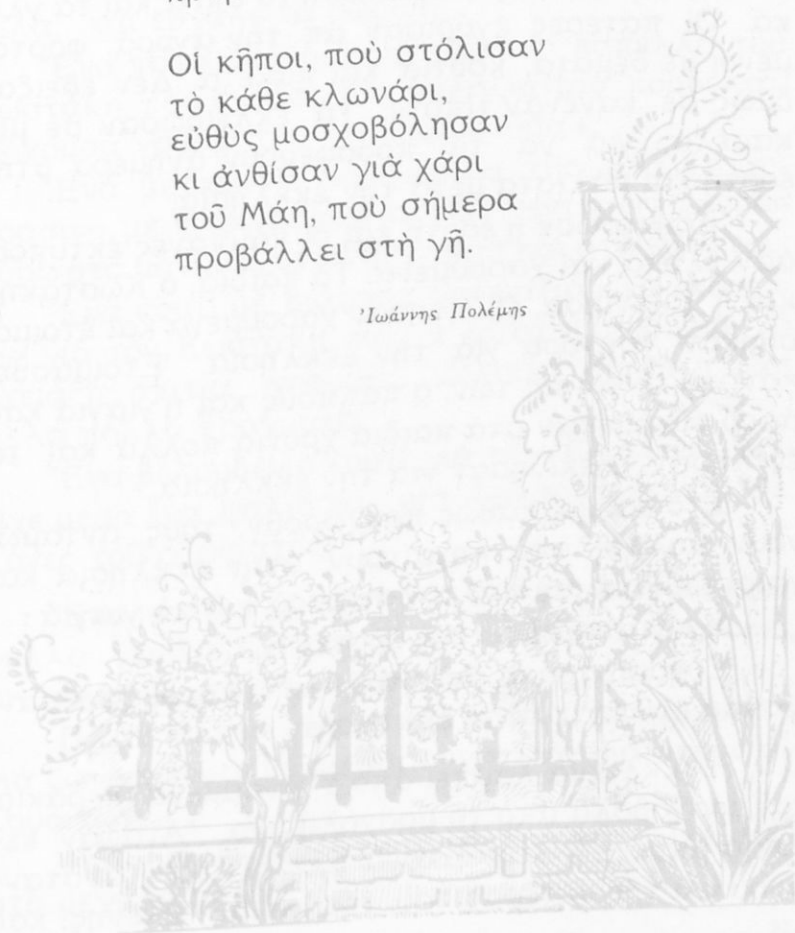 Οἱ κῆποι, ποὺ στόλισαν
τὸ κάθε κλωνάρι,
εὐθὺς μοσχοβόλησαν
κι ἀνθίσαν γιὰ χάρι
τοῦ Μάη, ποὺ σήμερα
προβάλλει στὴ γῆ.
Ἰωάννης Πολέμης